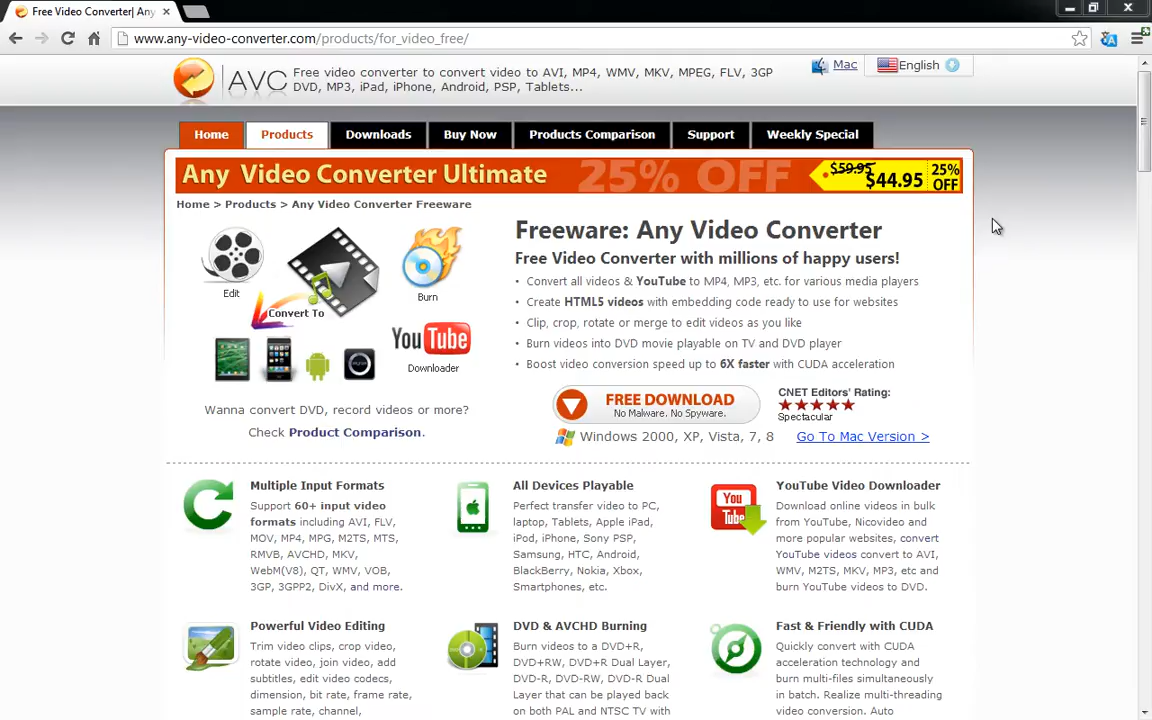 Free Video Converter| Any
www.any-video-converter.com/products/for_video_free/
AVC
Free video converter to convert video to AVI, MP4, WMV, MKV, MPEG, FLV, 3GP
DVD, MP3, iPad, iPhone, Android, PSP, Tablets...
Mac
English
Home
Products
Downloads
Buy Now
Products Comparison
Support
Weekly Special
Any Video Converter Ultimate
25% OFF
$59.95
$44.95
25%
OFF
Home > Products > Any Video Converter Freeware
Edit
Convert To
Burn
YouTube
Downloader
Wanna convert DVD, record videos or more?
Check Product Comparison.
Freeware: Any Video Converter
Free Video Converter with millions of happy users!
• Convert all videos & YouTube to MP4, MP3, etc. for various media players
• Create HTML5 videos with embedding code ready to use for websites
• Clip, crop, rotate or merge to edit videos as you like
• Burn videos into DVD movie playable on TV and DVD player
• Boost video conversion speed up to 6X faster with CUDA acceleration
FREE DOWNLOAD
No Malware. No Spyware.
CNET Editors' Rating:
Spectacular
Windows 2000, XP, Vista, 7, 8
Go To Mac Version >
Multiple Input Formats
Support 60+ input video
formats including AVI, FLV,
MOV, MP4, MPG, M2TS, MTS,
RMVB, AVCHD, MKV,
WebM(V8), QT, WMV, VOB,
3GP, 3GPP2, DivX, and more.
All Devices Playable
Perfect transfer video to PC,
laptop, Tablets, Apple iPad,
iPod, iPhone, Sony PSP,
Samsung, HTC, Android,
BlackBerry, Nokia, Xbox,
Smartphones, etc.
You
Tube
YouTube Video Downloader
Download online videos in bulk
from YouTube, Nicovideo and
more popular websites, convert
YouTube videos convert to AVI,
WMV, M2TS, MKV, MP3, etc and
burn YouTube videos to DVD.
Powerful Video Editing
Trim video clips, crop video,
rotate video, join video, add
subtitles, edit video codecs,
dimension, bit rate, frame rate,
sample rate, channel,
DVD & AVCHD Burning
Burn videos to a DVD+R,
DVD+RW, DVD+R Dual Layer,
DVD-R, DVD-RW, DVD-R Dual
Layer that can be played back
on both PAL and NTSC TV with
Fast & Friendly with CUDA
Quickly convert with CUDA
acceleration technology and
burn multi-files simultaneously
in batch. Realize multi-threading
video conversion. Auto